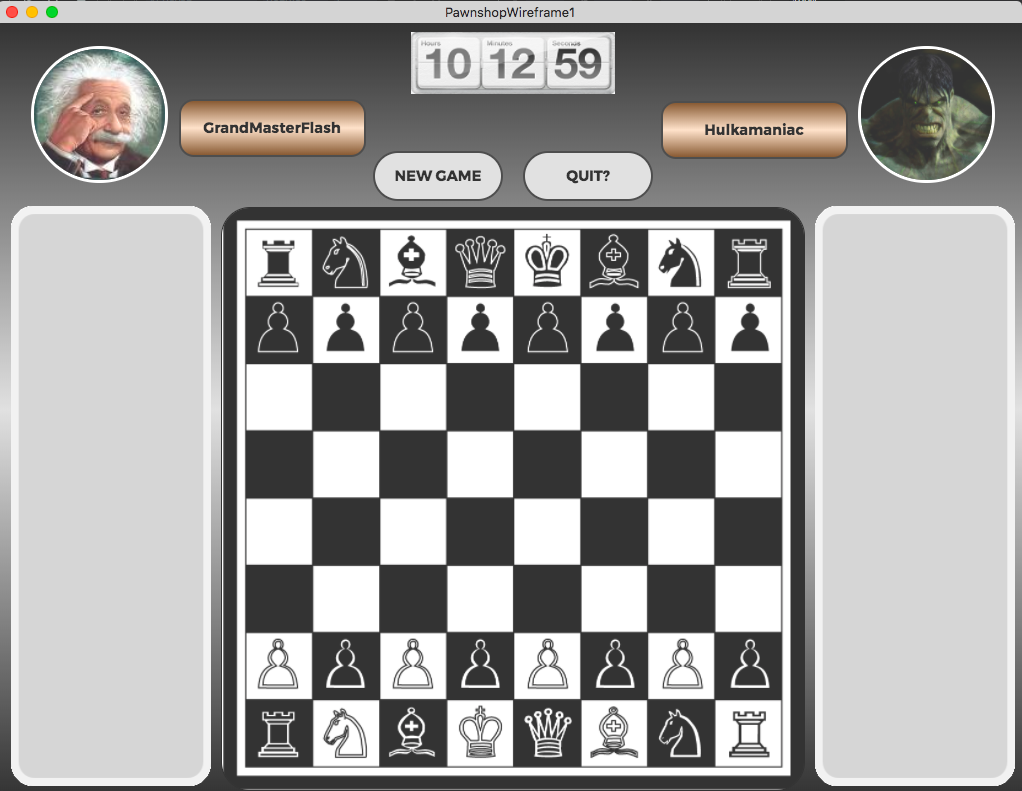 PawnshopWireframe1
Hours Minutes Seconds
10 12 59
GrandMasterFlash
Hulkamaniac
NEW GAME QUIT?